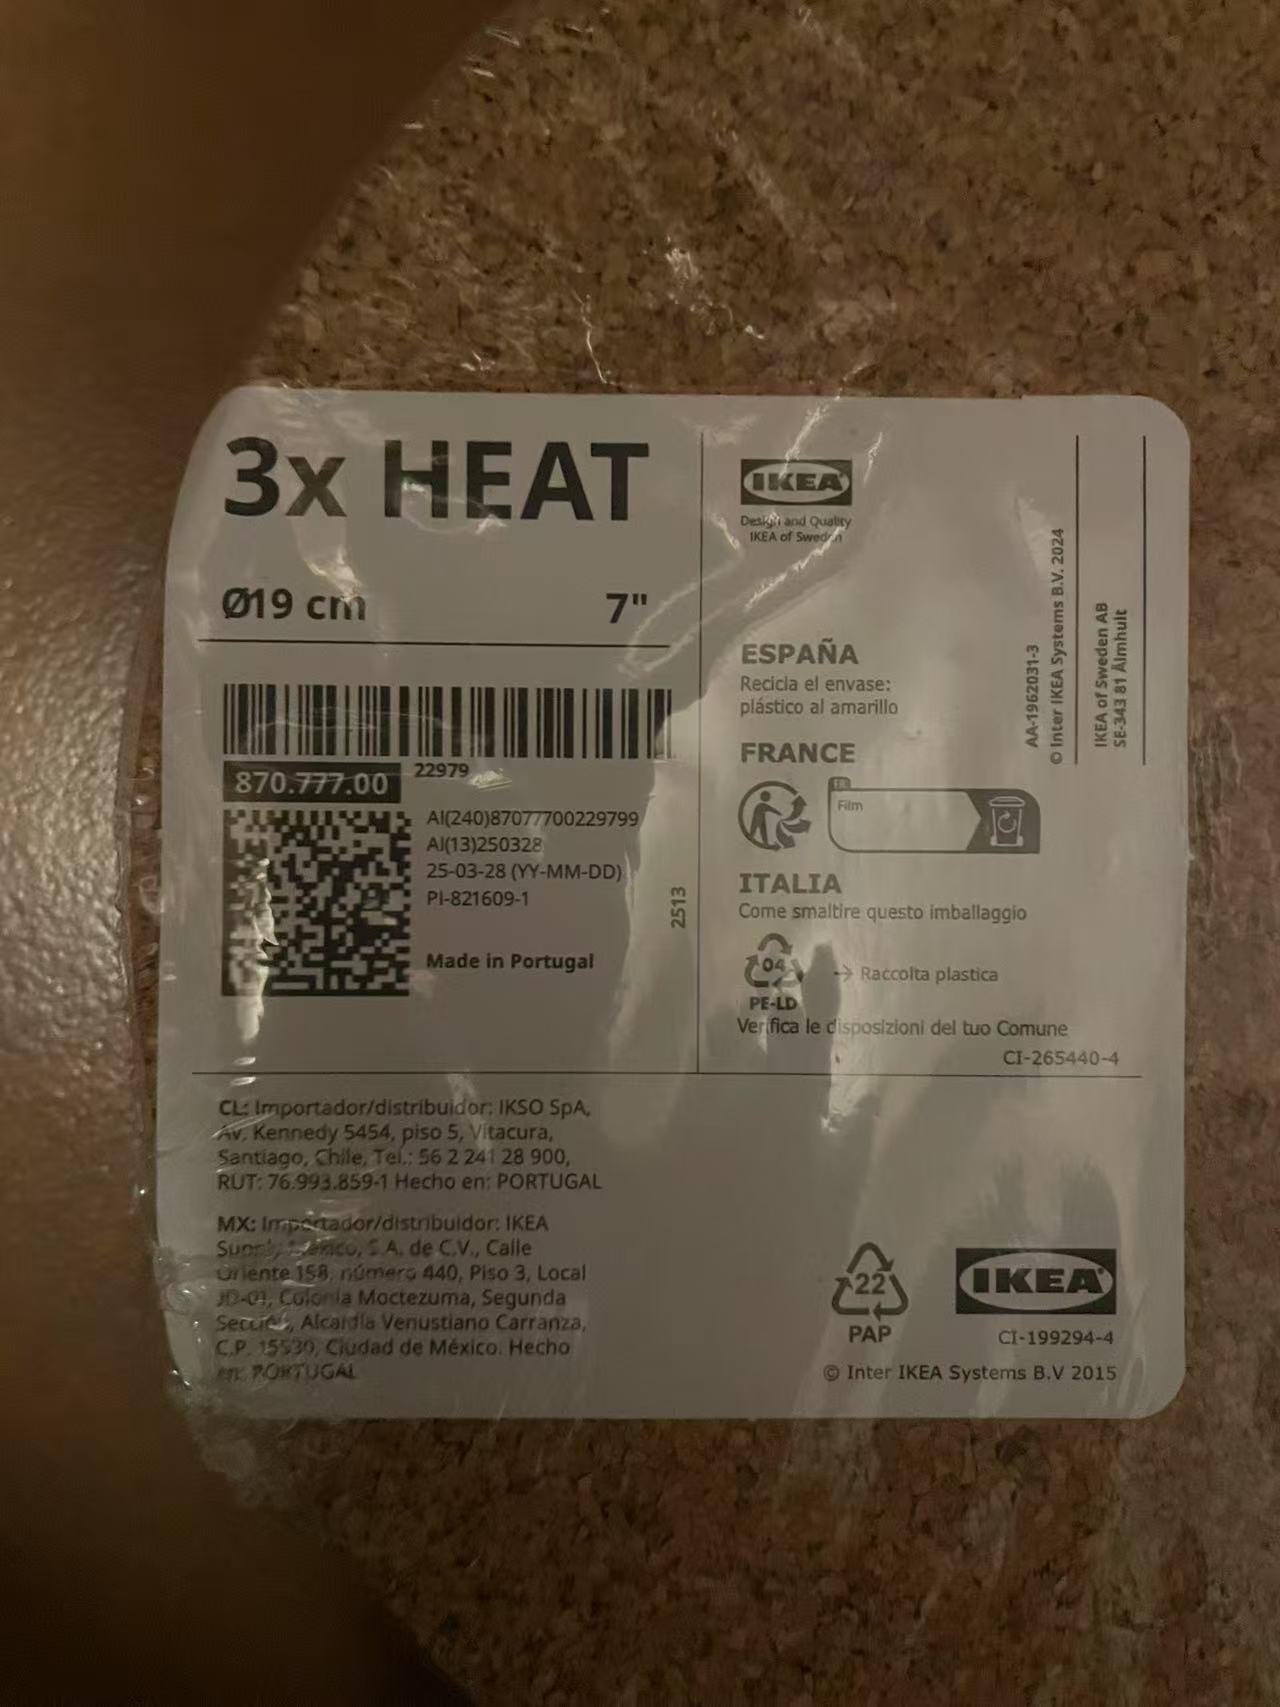 3x HEAT
Ø19 cm 7"
870.777.00
22979
AI(240)87077700229799
AI(13)250328
25-03-28 (YY-MM-DD)
PI-821609-1
Made in Portugal
2513
IKEA
Design and Quality
IKEA of Sweden
ESPAÑA
Recicla el envase:
plástico al amarillo
FRANCE
FR
Film
ITALIA
Come smaltire questo imballaggio
04
PE-LD
→ Raccolta plastica
Verifica le disposizioni del tuo Comune
CI-265440-4
AA-1962031-3
© Inter IKEA Systems B.V. 2024
IKEA of Sweden AB
SE-343 81 Älmhult
CL: Importador/distribuidor: IKSO SpA,
Av. Kennedy 5454, piso 5, Vitacura,
Santiago, Chile, Tel.: 56 2 241 28 900,
RUT: 76.993.859-1 Hecho en: PORTUGAL
MX: Importador/distribuidor: IKEA
Supply México, S.A. de C.V., Calle
Oriente 158, número 440, Piso 3, Local
JD-01, Colonia Moctezuma, Segunda
Sección, Alcaldía Venustiano Carranza,
C.P. 15530, Ciudad de México. Hecho
en: PORTUGAL
22
PAP
IKEA
CI-199294-4
© Inter IKEA Systems B.V 2015